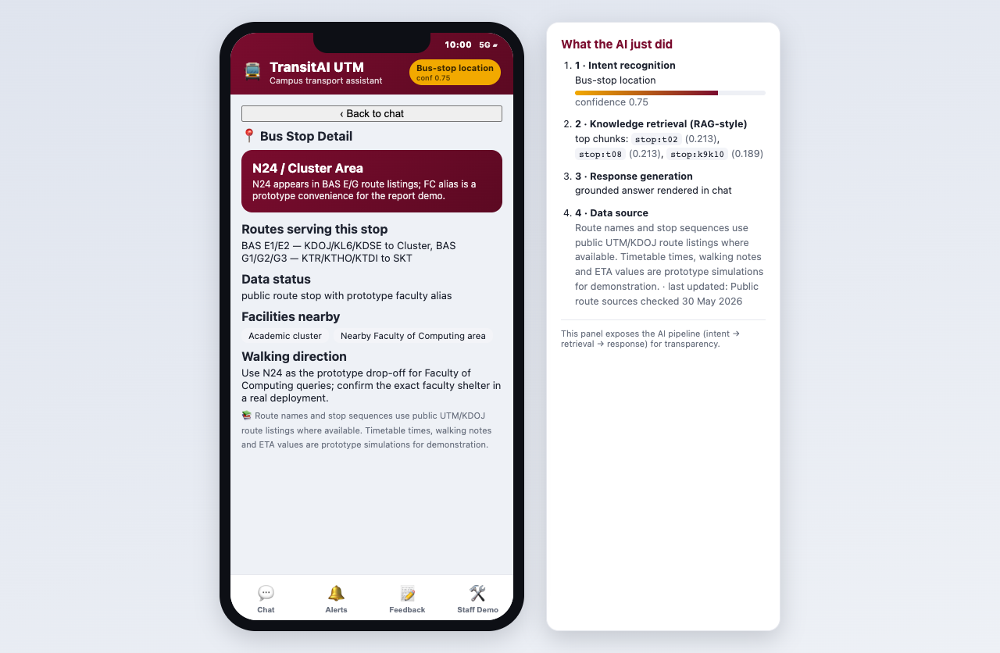 10:00 5G
TransitAI UTM
Campus transport assistant
Bus-stop location
conf 0.75
‹ Back to chat
📍 Bus Stop Detail
N24 / Cluster Area
N24 appears in BAS E/G route listings; FC alias is a
prototype convenience for the report demo.
Routes serving this stop
BAS E1/E2 — KDOJ/KL6/KDSE to Cluster, BAS
G1/G2/G3 — KTR/KTHO/KTDI to SKT
Data status
public route stop with prototype faculty alias
Facilities nearby
Academic cluster Nearby Faculty of Computing area
Walking direction
Use N24 as the prototype drop-off for Faculty of
Computing queries; confirm the exact faculty shelter in
a real deployment.
📚 Route names and stop sequences use public UTM/KDOJ
route listings where available. Timetable times, walking notes
and ETA values are prototype simulations for demonstration.
Chat Alerts Feedback Staff Demo
What the AI just did
1. 1 · Intent recognition
Bus-stop location
confidence 0.75
2. 2 · Knowledge retrieval (RAG-style)
top chunks: stop:t02 (0.213),
stop:t08 (0.213), stop:k9k10 (0.189)
3. 3 · Response generation
grounded answer rendered in chat
4. 4 · Data source
Route names and stop sequences use
public UTM/KDOJ route listings where
available. Timetable times, walking notes
and ETA values are prototype simulations
for demonstration. · last updated: Public
route sources checked 30 May 2026
This panel exposes the AI pipeline (intent →
retrieval → response) for transparency.